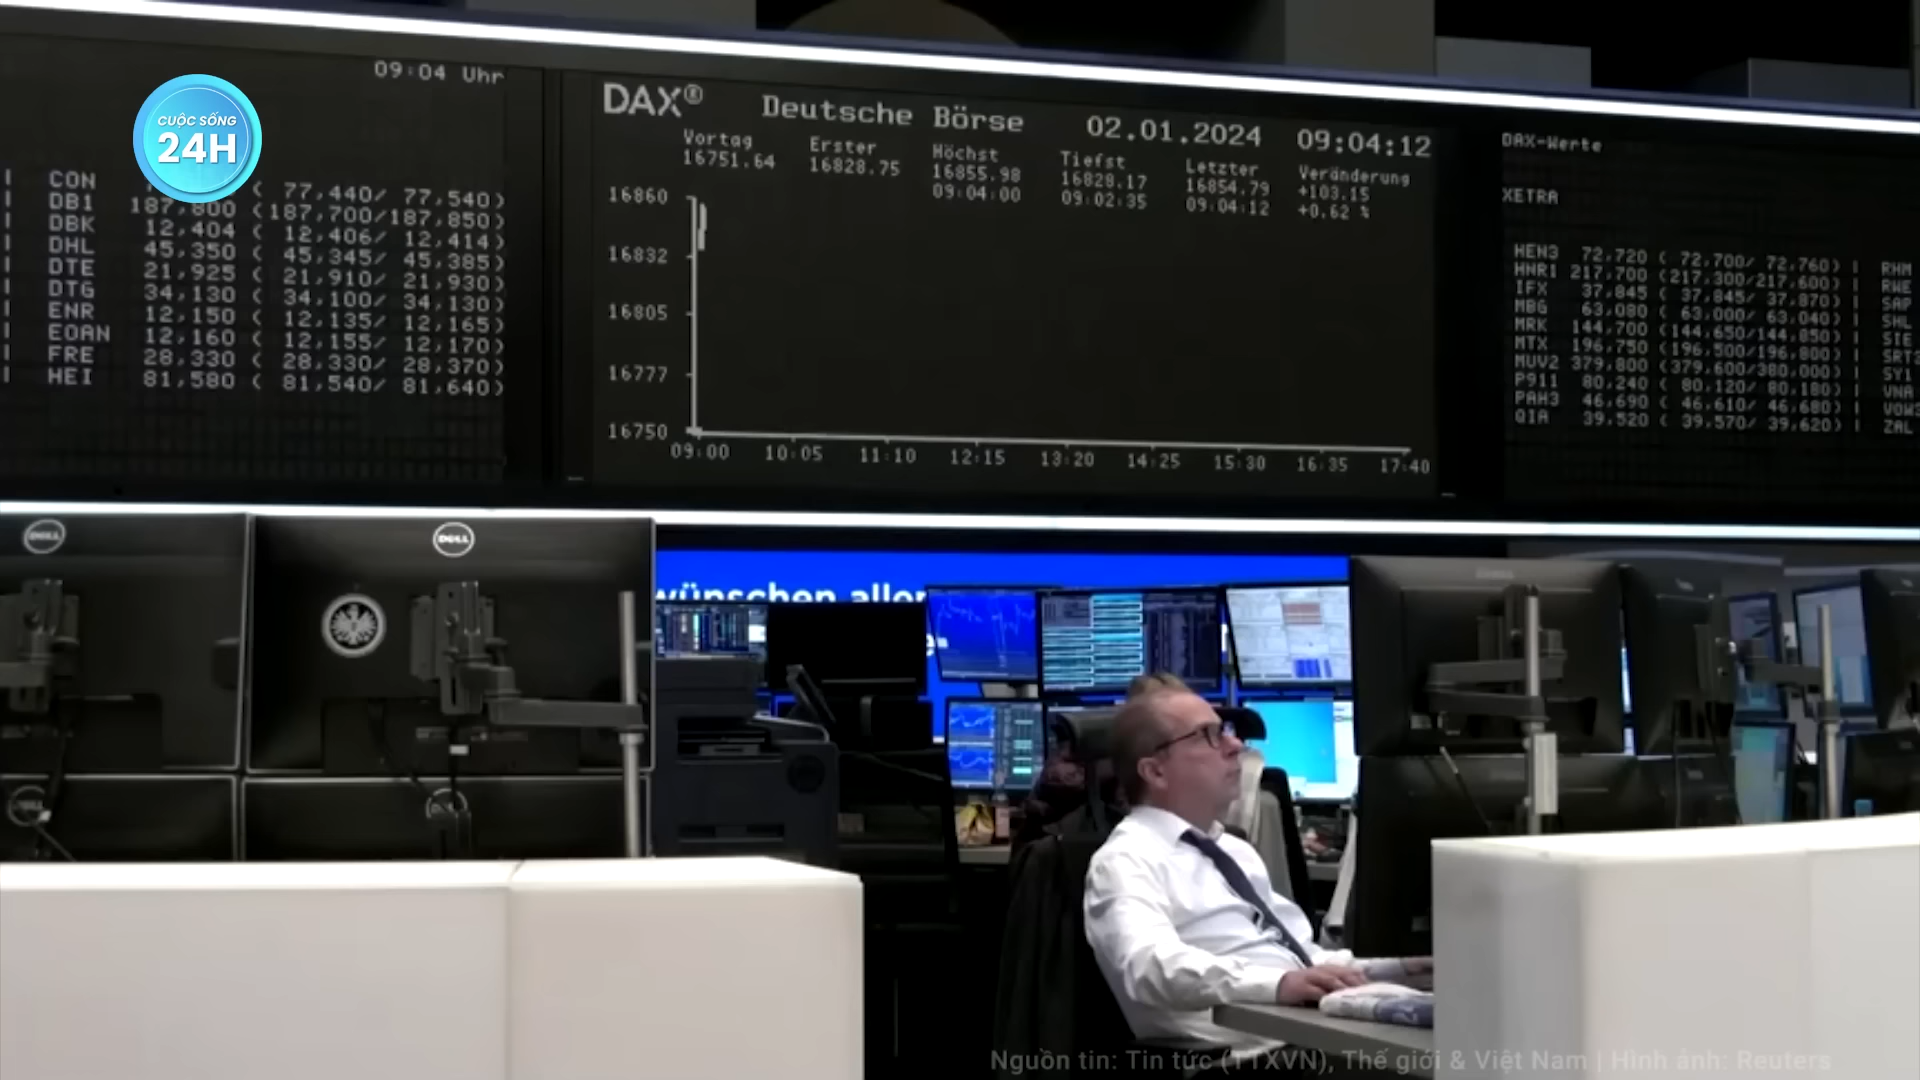 09:04 Uhr
CUỘC SỐNG
24H
CON 77,440/ 77,540)
DB1 187,800 (187,700/187,850)
DBK 12,404 ( 12,406/ 12,414)
DHL 45,350 ( 45,345/ 45,385)
DTE 21,925 ( 21,910/ 21,930)
DTG 34,130 ( 34,100/ 34,130)
ENR 12,150 ( 12,135/ 12,165)
EOAN 12,160 ( 12,155/ 12,170)
FRE 28,330 ( 28,330/ 28,370)
HEI 81,580 ( 81,540/ 81,640)
DAX® Deutsche Börse 02.01.2024 09:04:12
Vortag Erster Höchst Tiefst Letzter Veränderung
16751.64 16828.75 16855.98 16828.17 16854.79 +103.15
09:04:00 09:02:35 09:04:12 +0.62 %
16860
16832
16805
16777
16750
09:00 10:05 11:10 12:15 13:20 14:25 15:30 16:35 17:40
DAX-Werte
XETRA
HEN3 72,720 ( 72,700/ 72,760) | RHM
HNR1 217,700 (217,300/217,600) | RWE
IFX 37,845 ( 37,845/ 37,870) | SAP
MBG 63,080 ( 63,000/ 63,040) | SHL
MRK 144,700 (144,650/144,850) | SIE
MTX 196,750 (196,500/196,800) | SRT3
MUV2 379,800 (379,600/380,000) | SY1
P911 80,240 ( 80,120/ 80,180) | VNA
PAH3 46,690 ( 46,610/ 46,680) | VOW3
QIA 39,520 ( 39,570/ 39,620) | ZAL
DELL
DELL
wünschen allen
DELL
Nguồn tin: Tin tức (TTXVN), Thế giới & Việt Nam | Hình ảnh: Reuters